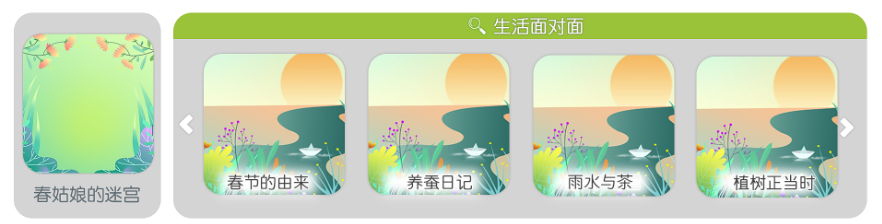 生活面对面
春姑娘的迷宫
春节的由来
养蚕日记
雨水与茶
植树正当时